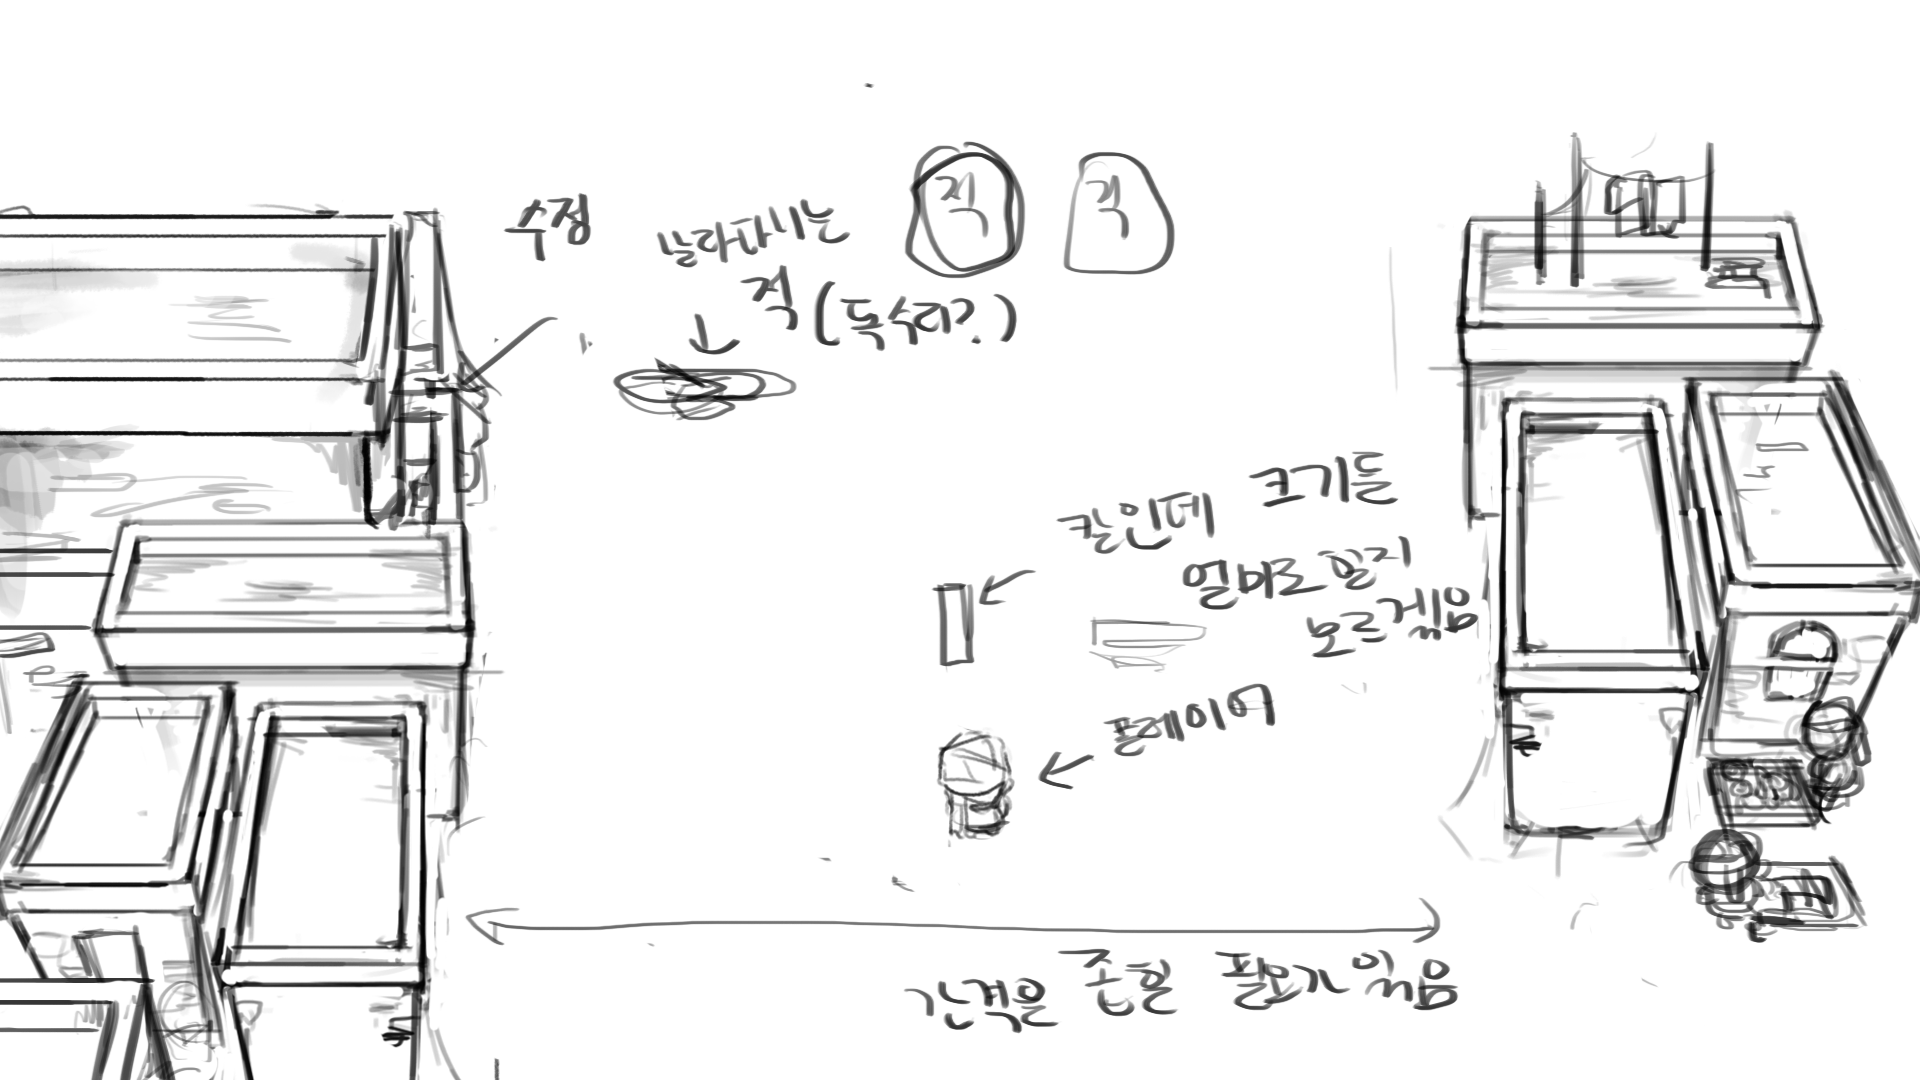 수정
날라다니는
적 (독수리?)
적
적
칼인데 크기들
얼마로 할지
모르겠음
플레이어
간격을 좁힐 필요가 있음